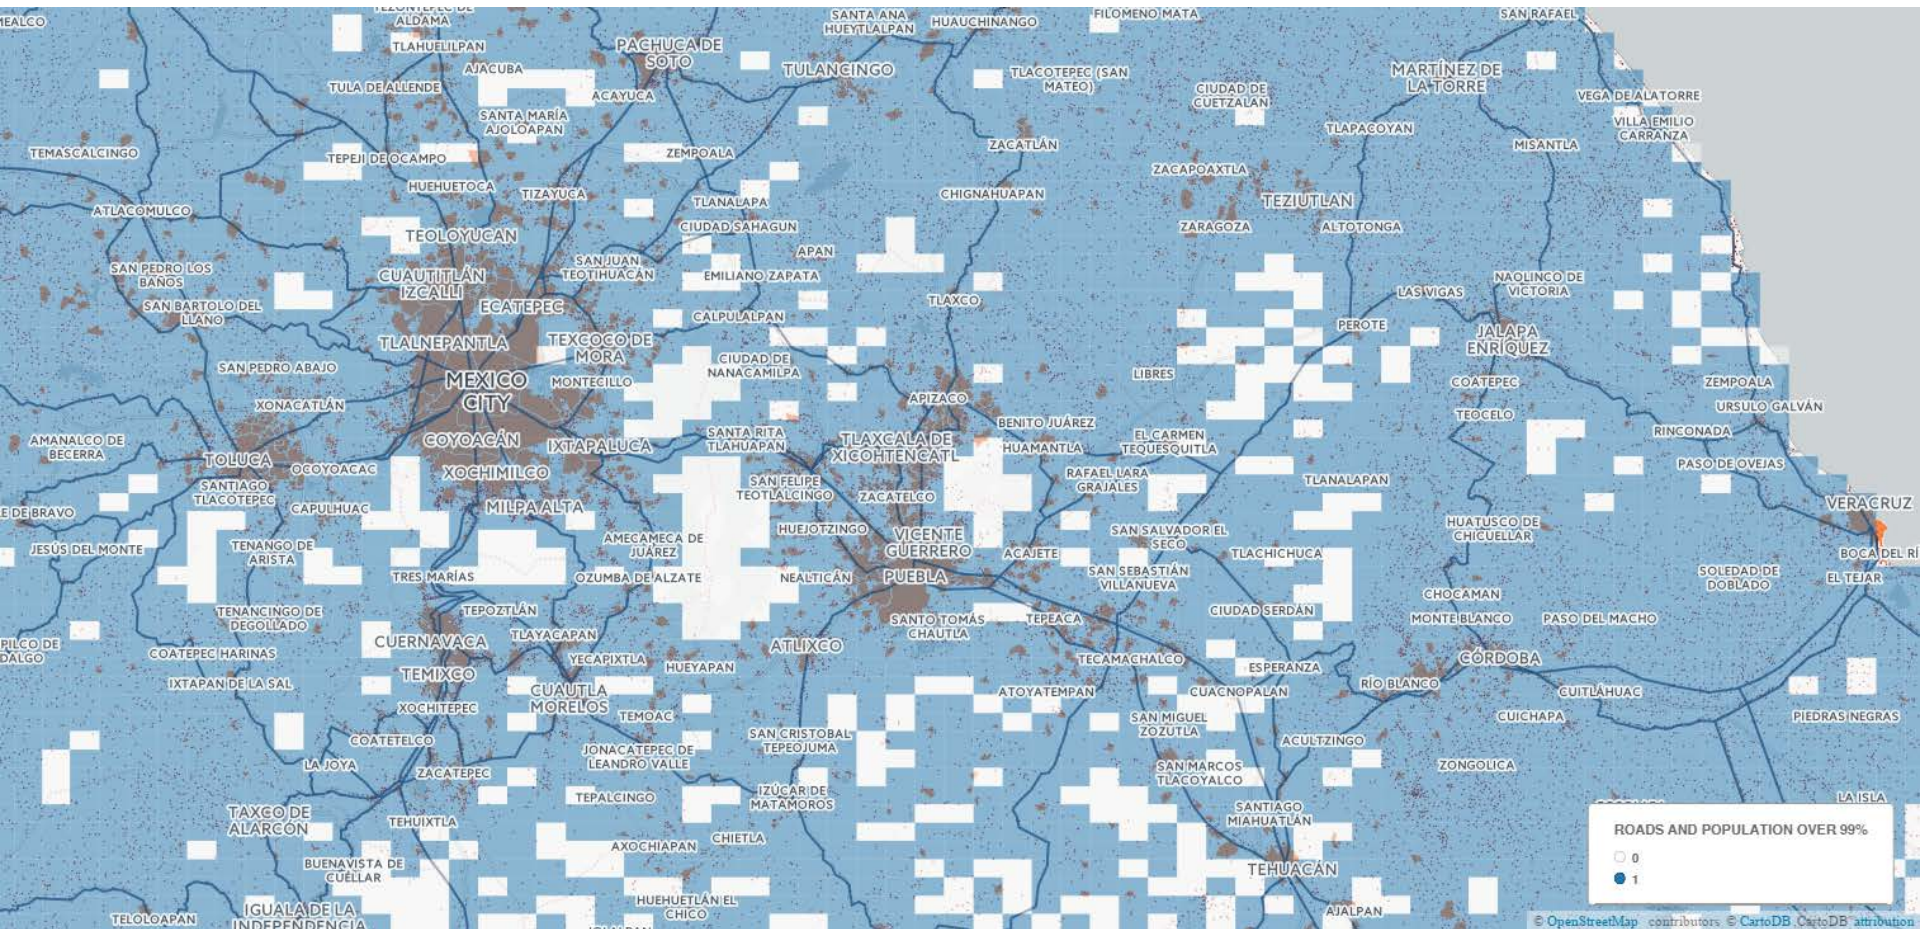 TEZONTEPEC DE
ALDAMA
SANTA ANA
HUEYTLALPAN
HUAUCHINANGO
FILOMENO MATA
SAN RAFAEL
TLAHUELILPAN
PACHUCA DE
SOTO
AJACUBA
TULANCINGO
TLACOTEPEC (SAN
MATEO)
MARTÍNEZ DE
LA TORRE
TULA DE ALLENDE
ACAYUCA
CIUDAD DE
CUETZALAN
VEGA DE ALATORRE
SANTA MARÍA
AJOLOAPAN
TLAPACOYAN
VILLA EMILIO
CARRANZA
TEMASCALCINGO
TEPEJI DE OCAMPO
ZEMPOALA
ZACATLÁN
MISANTLA
HUEHUETOCA
TIZAYUCA
TLANALAPA
CHIGNAHUAPAN
ZACAPOAXTLA
TEZIUTLAN
ATLACOMULCO
TEOLOYUCAN
CIUDAD SAHAGUN
ZARAGOZA
ALTOTONGA
SAN PEDRO LOS
BAÑOS
CUAUTITLÁN
IZCALLI
SAN JUAN
TEOTIHUACÁN
APAN
EMILIANO ZAPATA
NAOLINCO DE
VICTORIA
SAN BARTOLO DEL
LLANO
ECATEPEC
CALPULALPAN
TLAXCO
LAS VIGAS
TLALNEPANTLA
TEXCOCO DE
MORA
PEROTE
JALAPA
ENRÍQUEZ
SAN PEDRO ABAJO
MEXICO
CITY
MONTECILLO
CIUDAD DE
NANACAMILPA
LIBRES
COATEPEC
ZEMPOALA
XONACATLÁN
APIZACO
TEOCELO
URSULO GALVÁN
AMANALCO DE
BECERRA
COYOACÁN
IXTAPALUCA
SANTA RITA
TLAHUAPAN
TLAXCALA DE
XICOHTENCATL
BENITO JUÁREZ
HUAMANTLA
EL CARMEN
TEQUESQUITLA
RINCONADA
TOLUCA
OCOYOACAC
XOCHIMILCO
SAN FELIPE
TEOTLALCINGO
ZACATELCO
RAFAEL LARA
GRAJALES
TLANALAPAN
PASO DE OVEJAS
SANTIAGO
TLACOTEPEC
CAPULHUAC
MILPA ALTA
VERACRUZ
E DE BRAVO
HUEJOTZINGO
VICENTE
GUERRERO
SAN SALVADOR EL
SECO
HUATUSCO DE
CHICUELLAR
JESÚS DEL MONTE
TENANGO DE
ARISTA
AMECAMECA DE
JUÁREZ
ACAJETE
TLACHICHUCA
BOCA DEL RÍ
TRES MARÍAS
OZUMBA DE ALZATE
NEALTICÁN
PUEBLA
SAN SEBASTIÁN
VILLANUEVA
SOLEDAD DE
DOBLADO
EL TEJAR
TENANCINGO DE
DEGOLLADO
TEPOZTLÁN
SANTO TOMÁS
CHAUTLA
TEPEACA
CIUDAD SERDÁN
CHOCAMAN
MONTE BLANCO
PASO DEL MACHO
PILCO DE
DALGO
CUERNAVACA
TLAYACAPAN
ATLIXCO
COATEPEC HARINAS
YECAPIXTLA
HUEYAPAN
TECAMACHALCO
ESPERANZA
CÓRDOBA
IXTAPAN DE LA SAL
TEMIXCO
CUAUTLA
MORELOS
ATOYATEMPAN
CUACNOPALAN
RÍO BLANCO
CUITLÁHUAC
XOCHITEPEC
TEMOAC
SAN MIGUEL
ZOZUTLA
CUICHAPA
PIEDRAS NEGRAS
COATETELCO
JONACATEPEC DE
LEANDRO VALLE
SAN CRISTOBAL
TEPEOJUMA
ACULTZINGO
LA JOYA
ZACATEPEC
SAN MARCOS
TLACOYALCO
ZONGOLICA
TEPALCINGO
IZÚCAR DE
MATAMOROS
LA ISLA
TAXCO DE
ALARCÓN
TEHUIXTLA
SANTIAGO
MIAHUATLÁN
AXOCHIAPAN
CHIETLA
BUENAVISTA DE
CUÉLLAR
TEHUACÁN
HUEHUETLÁN EL
CHICO
TELOLOAPAN
IGUALA DE LA
INDEPENDENCIA
AJALPAN
ROADS AND POPULATION OVER 99%
0
1
© OpenStreetMap contributors © CartoDB ,CartoDB attribution